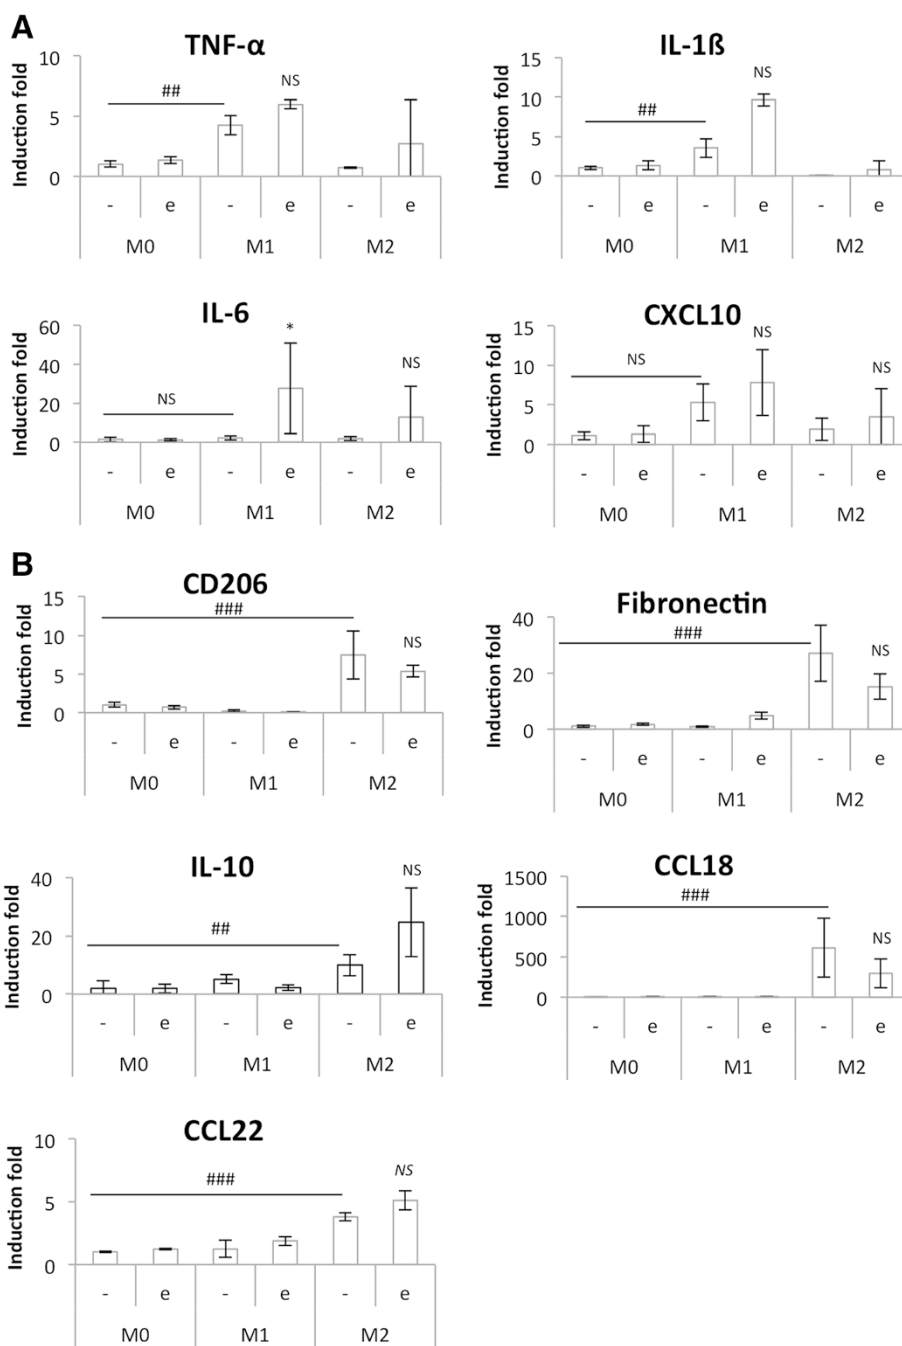 A
TNF-α
Induction fold
10
5
0
##
NS
- e - e - e
M0 M1 M2
IL-1ß
Induction fold
15
10
5
0
##
NS
- e - e - e
M0 M1 M2
IL-6
Induction fold
60
40
20
0
NS
*
NS
- e - e - e
M0 M1 M2
CXCL10
Induction fold
15
10
5
0
NS
NS
NS
- e - e - e
M0 M1 M2
B
CD206
Induction fold
15
10
5
0
###
NS
- e - e - e
M0 M1 M2
Fibronectin
Induction fold
40
20
0
###
NS
- e - e - e
M0 M1 M2
IL-10
Induction fold
40
20
0
##
NS
- e - e - e
M0 M1 M2
CCL18
Induction fold
1500
1000
500
0
###
NS
- e - e - e
M0 M1 M2
CCL22
Induction fold
10
5
0
###
NS
- e - e - e
M0 M1 M2